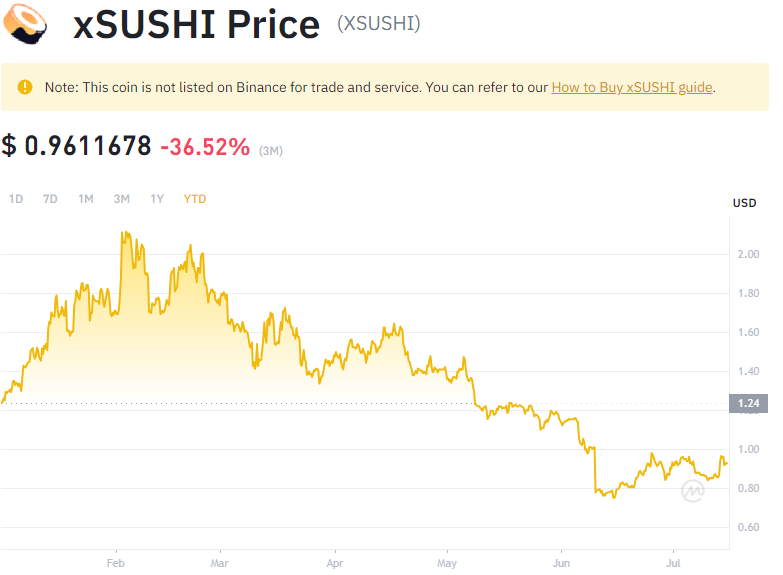 xSUSHI Price (XSUSHI)
Note: This coin is not listed on Binance for trade and service. You can refer to our How to Buy xSUSHI guide.
$ 0.9611678 -36.52% (3M)
1D 7D 1M 3M 1Y YTD
USD
2.00
1.80
1.60
1.40
1.24
1.00
0.80
0.60
Feb Mar Apr May Jun Jul